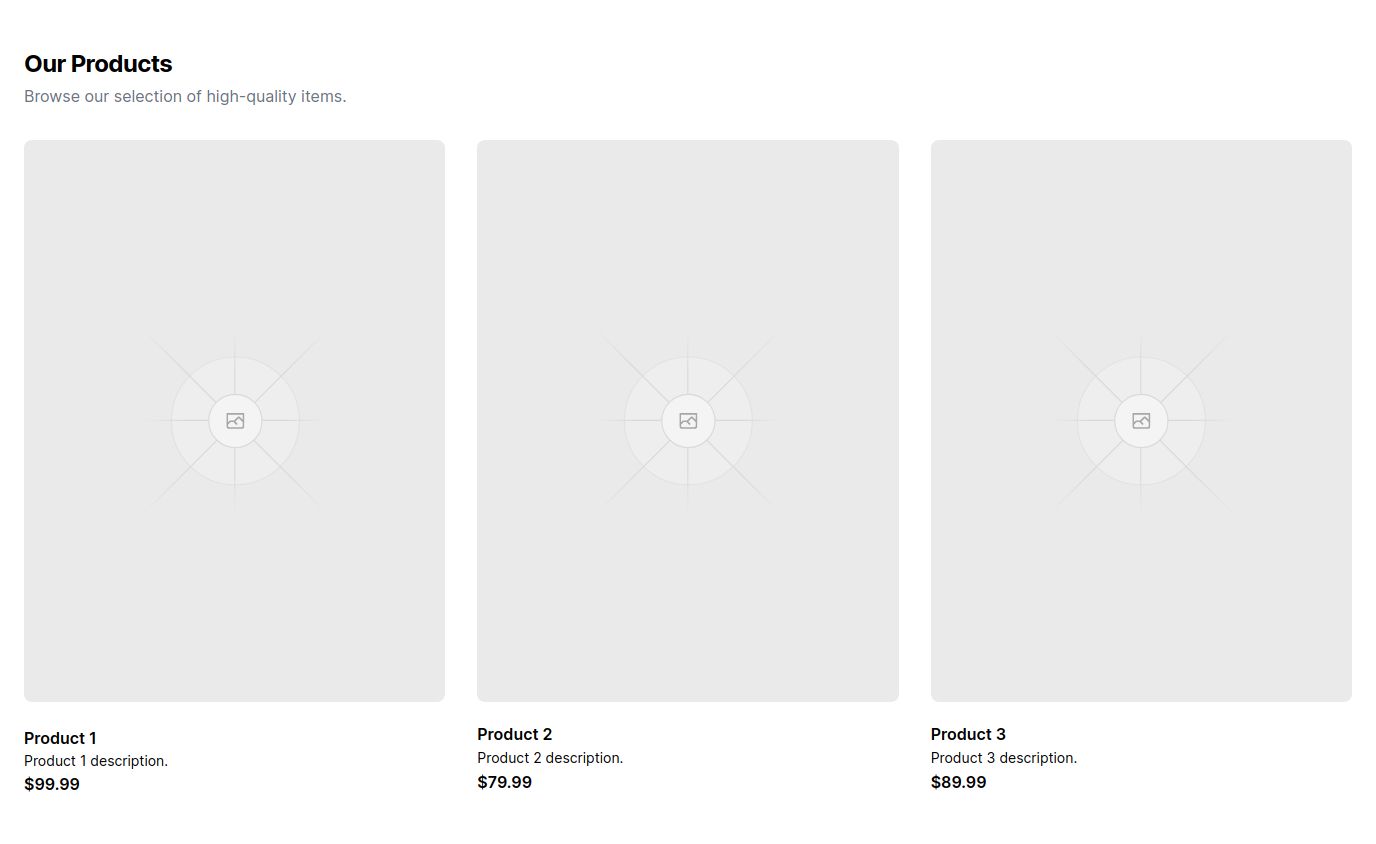 Our Products
Browse our selection of high-quality items.
Product 1
Product 1 description.
$99.99
Product 2
Product 2 description.
$79.99
Product 3
Product 3 description.
$89.99